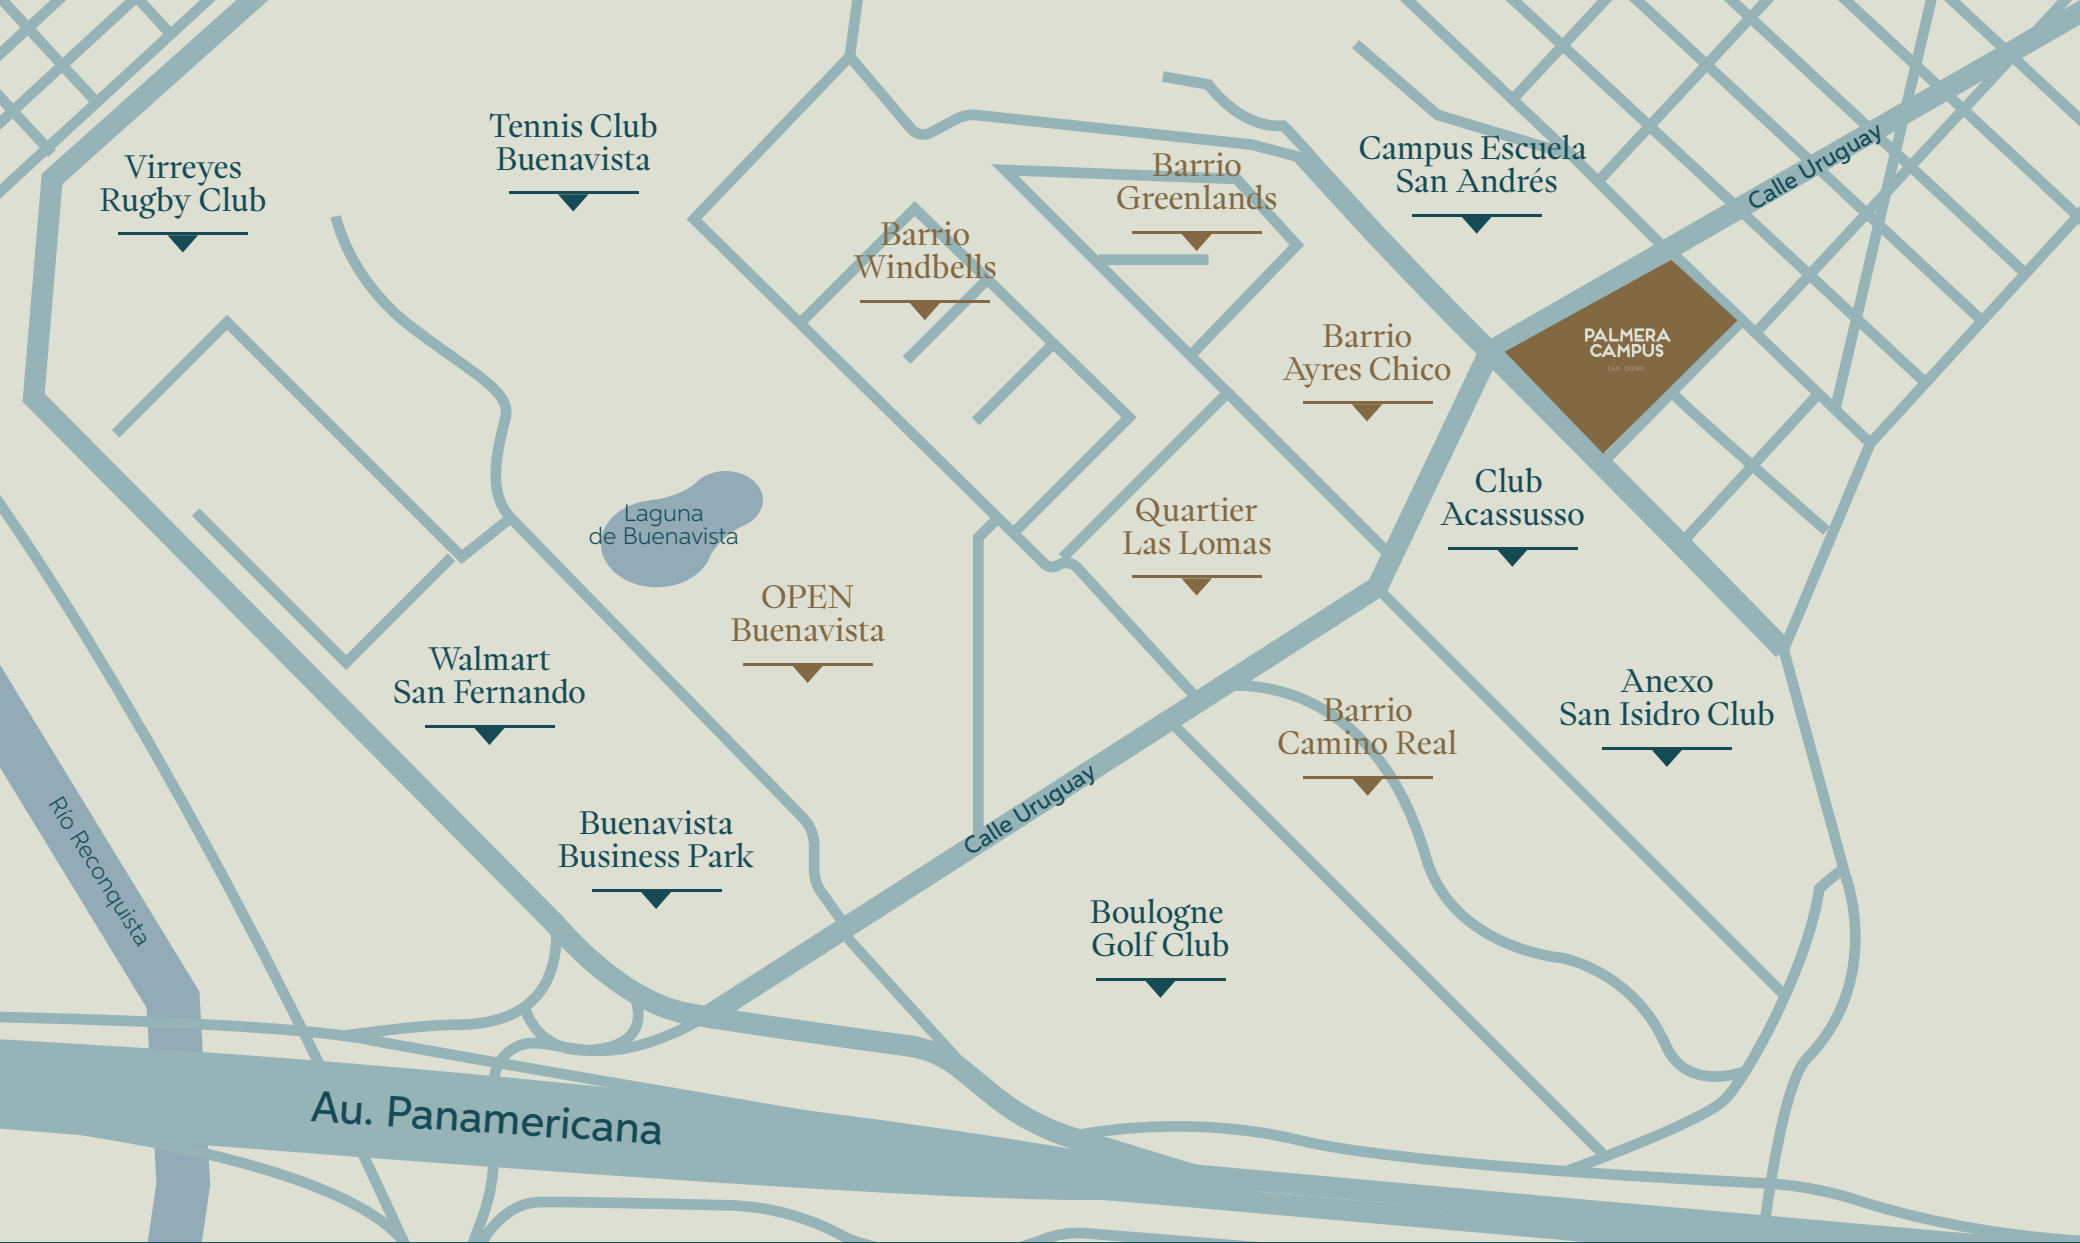 Tennis Club
Buenavista
Virreyes
Rugby Club
Campus Escuela
San Andrés
Calle Uruguay
Barrio
Greenlands
Barrio
Windbells
Barrio
Ayres Chico
PALMERA
CAMPUS
SAN ISIDRO
Club
Acassusso
Laguna
de Buenavista
Quartier
Las Lomas
OPEN
Buenavista
Walmart
San Fernando
Anexo
San Isidro Club
Barrio
Camino Real
Calle Uruguay
Río Reconquista
Buenavista
Business Park
Boulogne
Golf Club
Au. Panamericana